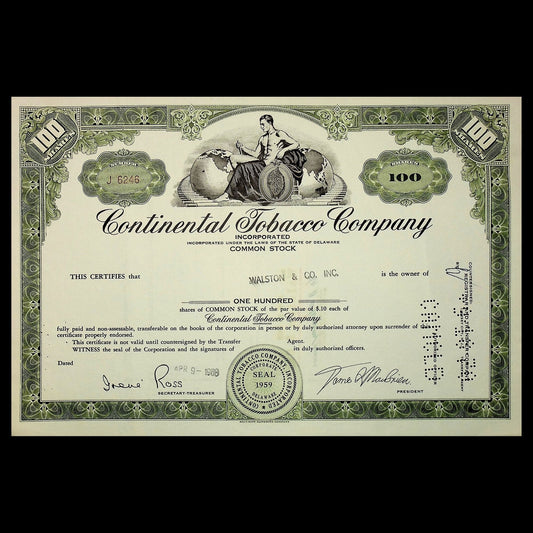 100
SHARES
100
SHARES
NUMBER
J 6246
SHARES
100
Continental Tobacco Company
INCORPORATED
INCORPORATED UNDER THE LAWS OF THE STATE OF DELAWARE
COMMON STOCK
THIS CERTIFIES that
WALSTON & CO. INC.
is the owner of
ONE HUNDRED
shares of COMMON STOCK of the par value of $.10 each of
Continental Tobacco Company
fully paid and non-assessable, transferable on the books of the corporation in person or by duly authorized attorney upon surrender of this
certificate properly endorsed.
This certificate is not valid until countersigned by the Transfer Agent.
WITNESS the seal of the Corporation and the signatures of its duly authorized officers.
Dated
APR 9- 1969
Irene Ross
SECRETARY-TREASURER
CONTINENTAL TOBACCO COMPANY, INCORPORATED
CORPORATE
SEAL
1959
DELAWARE
PRESIDENT